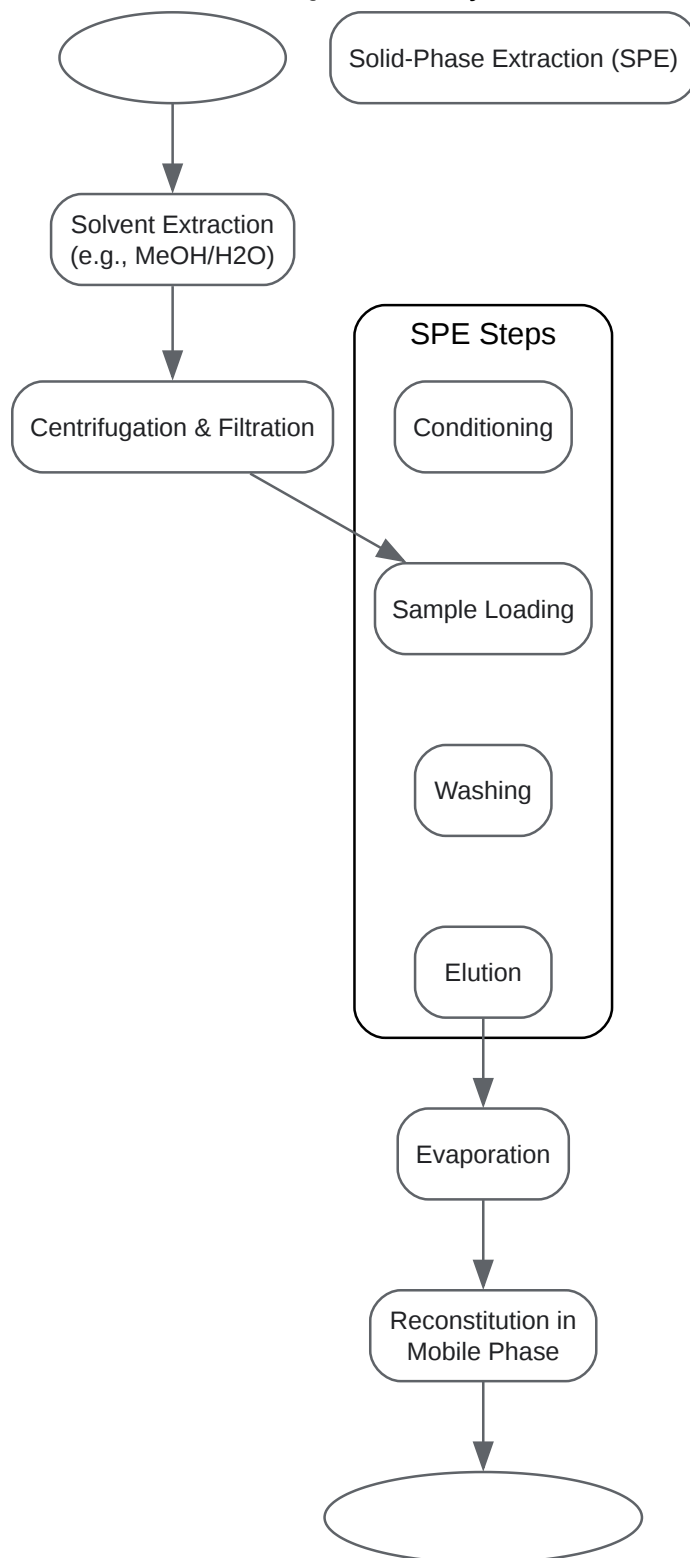 Solid-Phase Extraction (SPE)
Solvent Extraction
(e.g., MeOH/H2O)
SPE Steps
Centrifugation & Filtration
Conditioning
Sample Loading
Washing
Elution
Evaporation
Reconstitution in
Mobile Phase